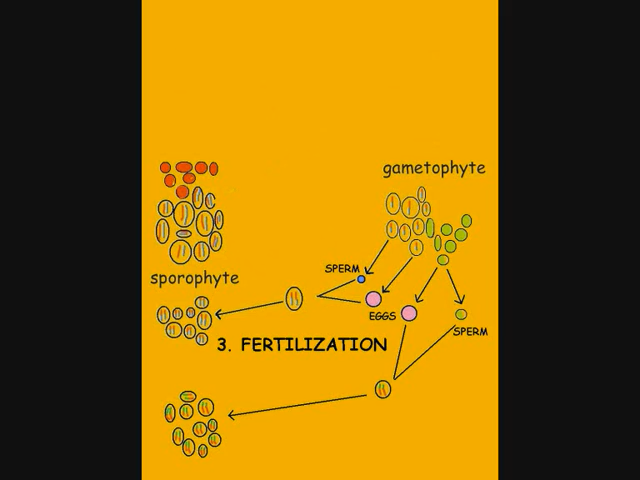 gametophyte
SPERM
sporophyte
EGGS
SPERM
3. FERTILIZATION